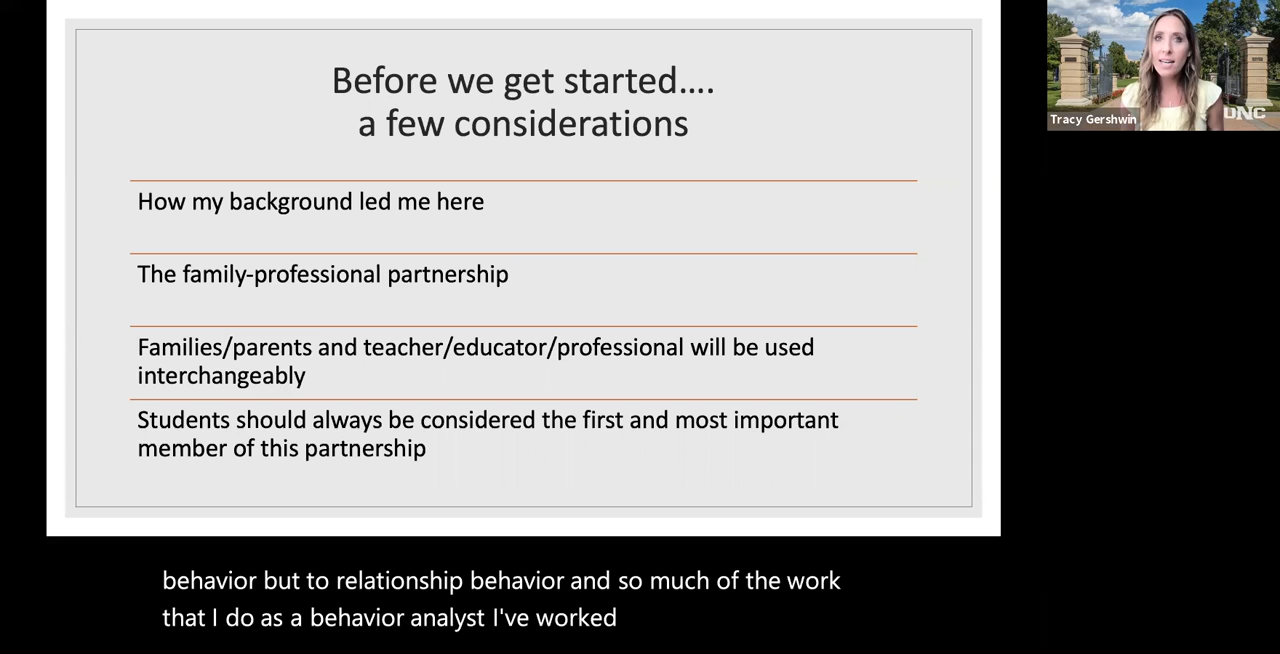 Before we get started....
a few considerations
How my background led me here
The family-professional partnership
Families/parents and teacher/educator/professional will be used
interchangeably
Students should always be considered the first and most important
member of this partnership
Tracy Gershwin
UNC
behavior but to relationship behavior and so much of the work
that I do as a behavior analyst I've worked